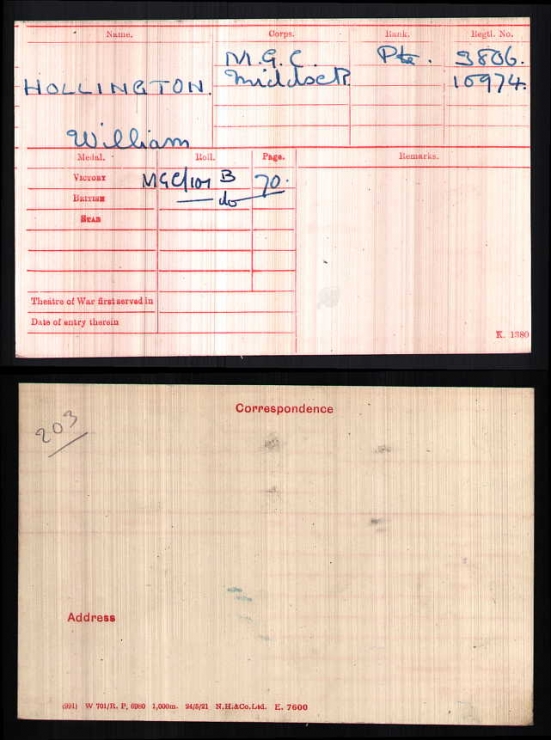 Name. Corps. Rank. Regtl. No.
M.G.C. Pte. 3806.
HOLLINGTON. Middx R 10974.
William
Medal. Roll. Page. Remarks.
VICTORY MGC/101 B 70.
BRITISH — do —
STAR
Theatre of War first served in
Date of entry therein
K. 1380
Correspondence
203
Address
W 701/R. P. 1,000m. 24/5/21 N.H.&Co.Ltd. E. 7600